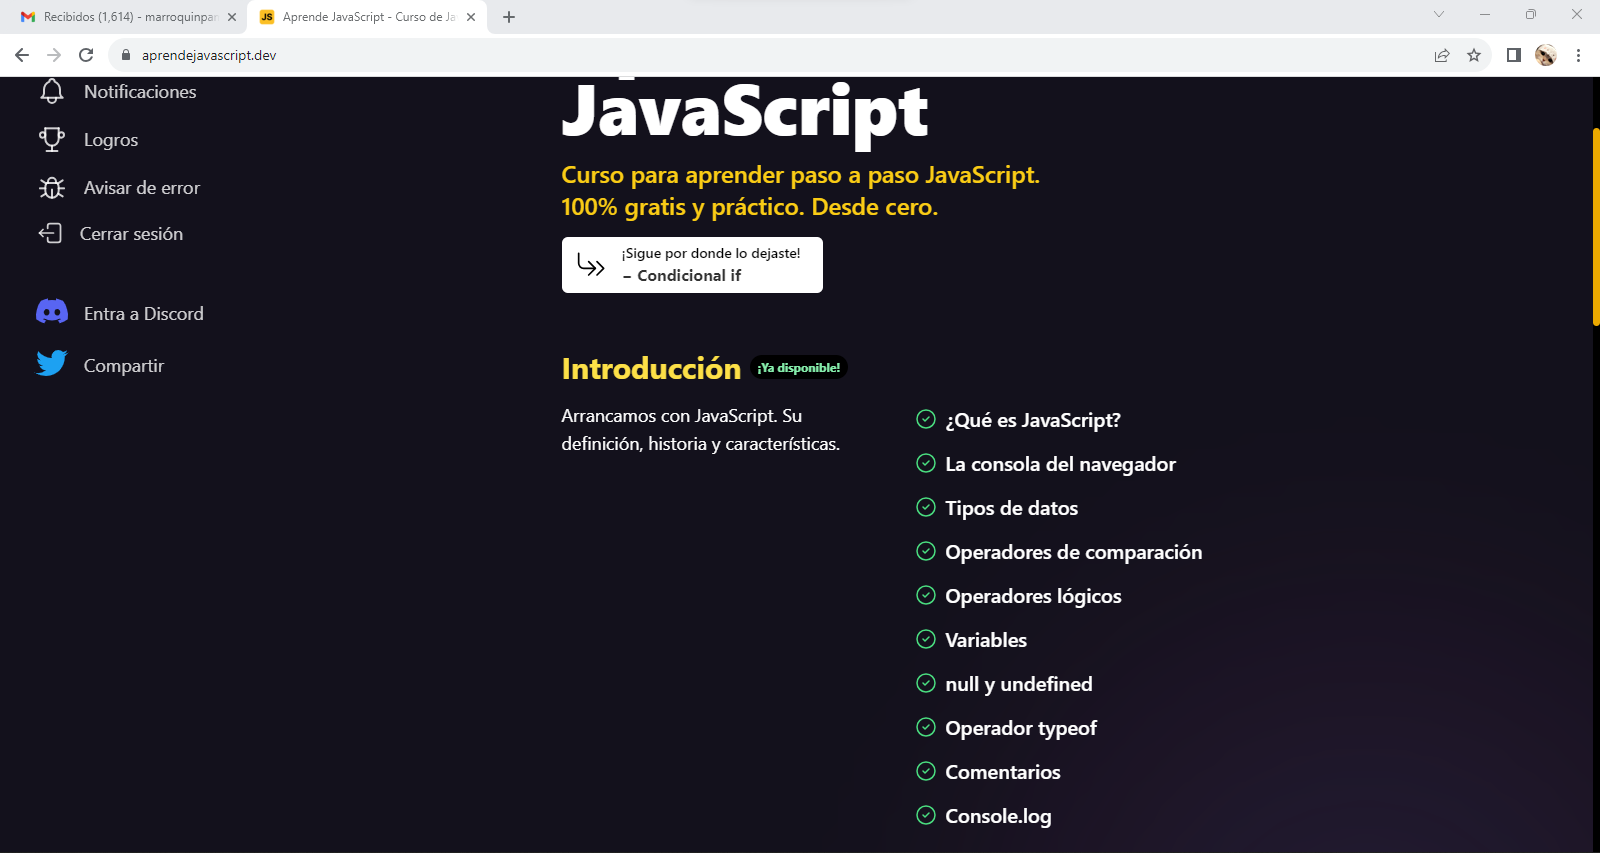 Recibidos (1,614) - marroquinpan
JS
Aprende JavaScript - Curso de Ja
aprendejavascript.dev
Notificaciones
Logros
Avisar de error
Cerrar sesión
Entra a Discord
Compartir
JavaScript
Curso para aprender paso a paso JavaScript.
100% gratis y práctico. Desde cero.
¡Sigue por donde lo dejaste!
– Condicional if
Introducción
¡Ya disponible!
Arrancamos con JavaScript. Su
definición, historia y características.
¿Qué es JavaScript?
La consola del navegador
Tipos de datos
Operadores de comparación
Operadores lógicos
Variables
null y undefined
Operador typeof
Comentarios
Console.log